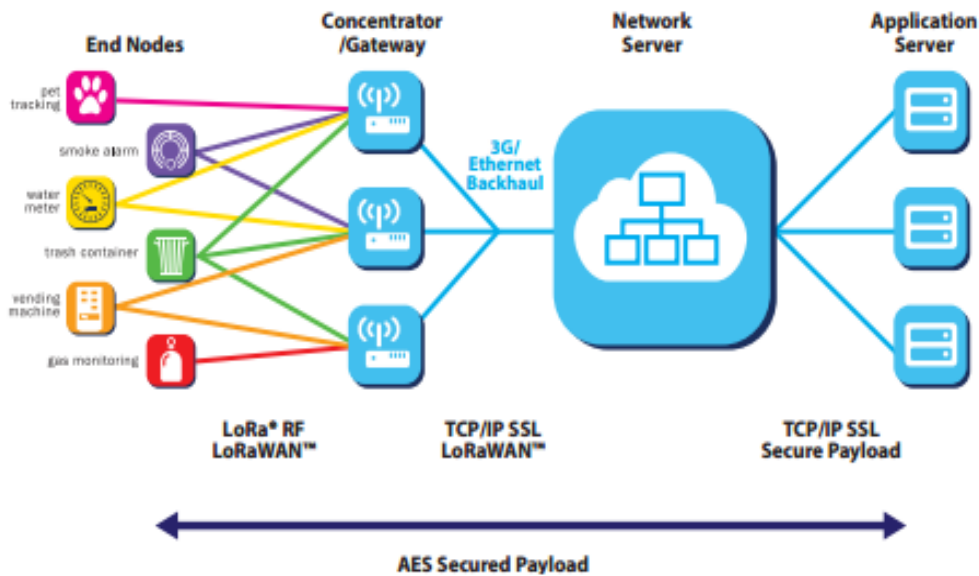 End Nodes
Concentrator
/Gateway
Network
Server
Application
Server
pet
tracking
smoke alarm
water
meter
trash container
vending
machine
gas monitoring
3G/
Ethernet
Backhaul
LoRa® RF
LoRaWAN™
TCP/IP SSL
LoRaWAN™
TCP/IP SSL
Secure Payload
AES Secured Payload